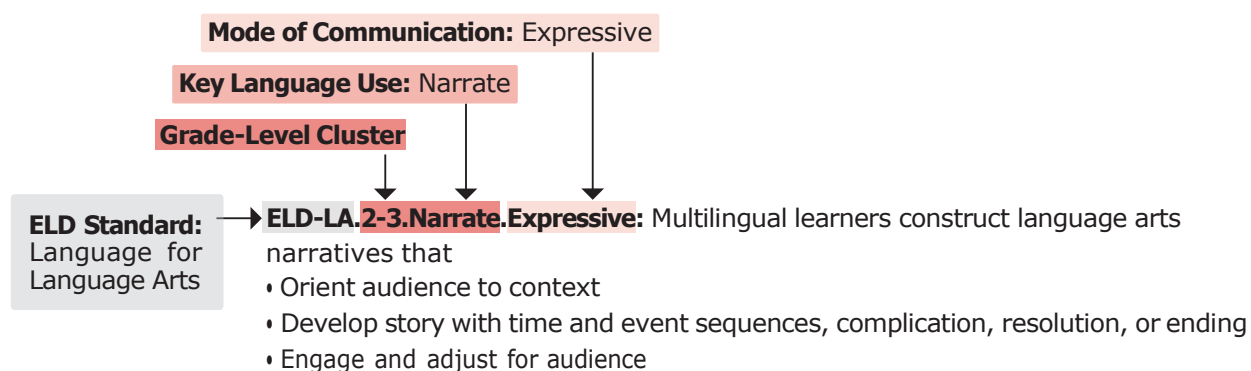 Mode of Communication: Expressive
Key Language Use: Narrate
Grade-Level Cluster
ELD Standard:
Language for
Language Arts
ELD-LA.2-3.Narrate.Expressive: Multilingual learners construct language arts
narratives that
• Orient audience to context
• Develop story with time and event sequences, complication, resolution, or ending
• Engage and adjust for audience